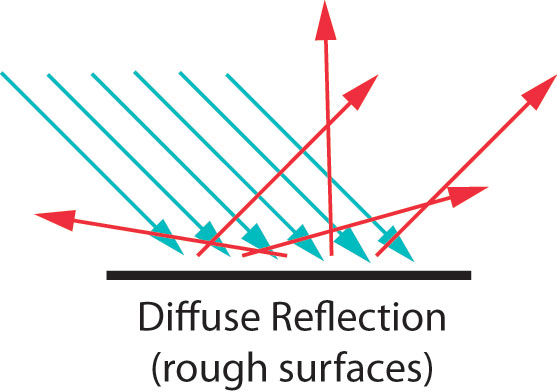 Diffuse Reflection
(rough surfaces)